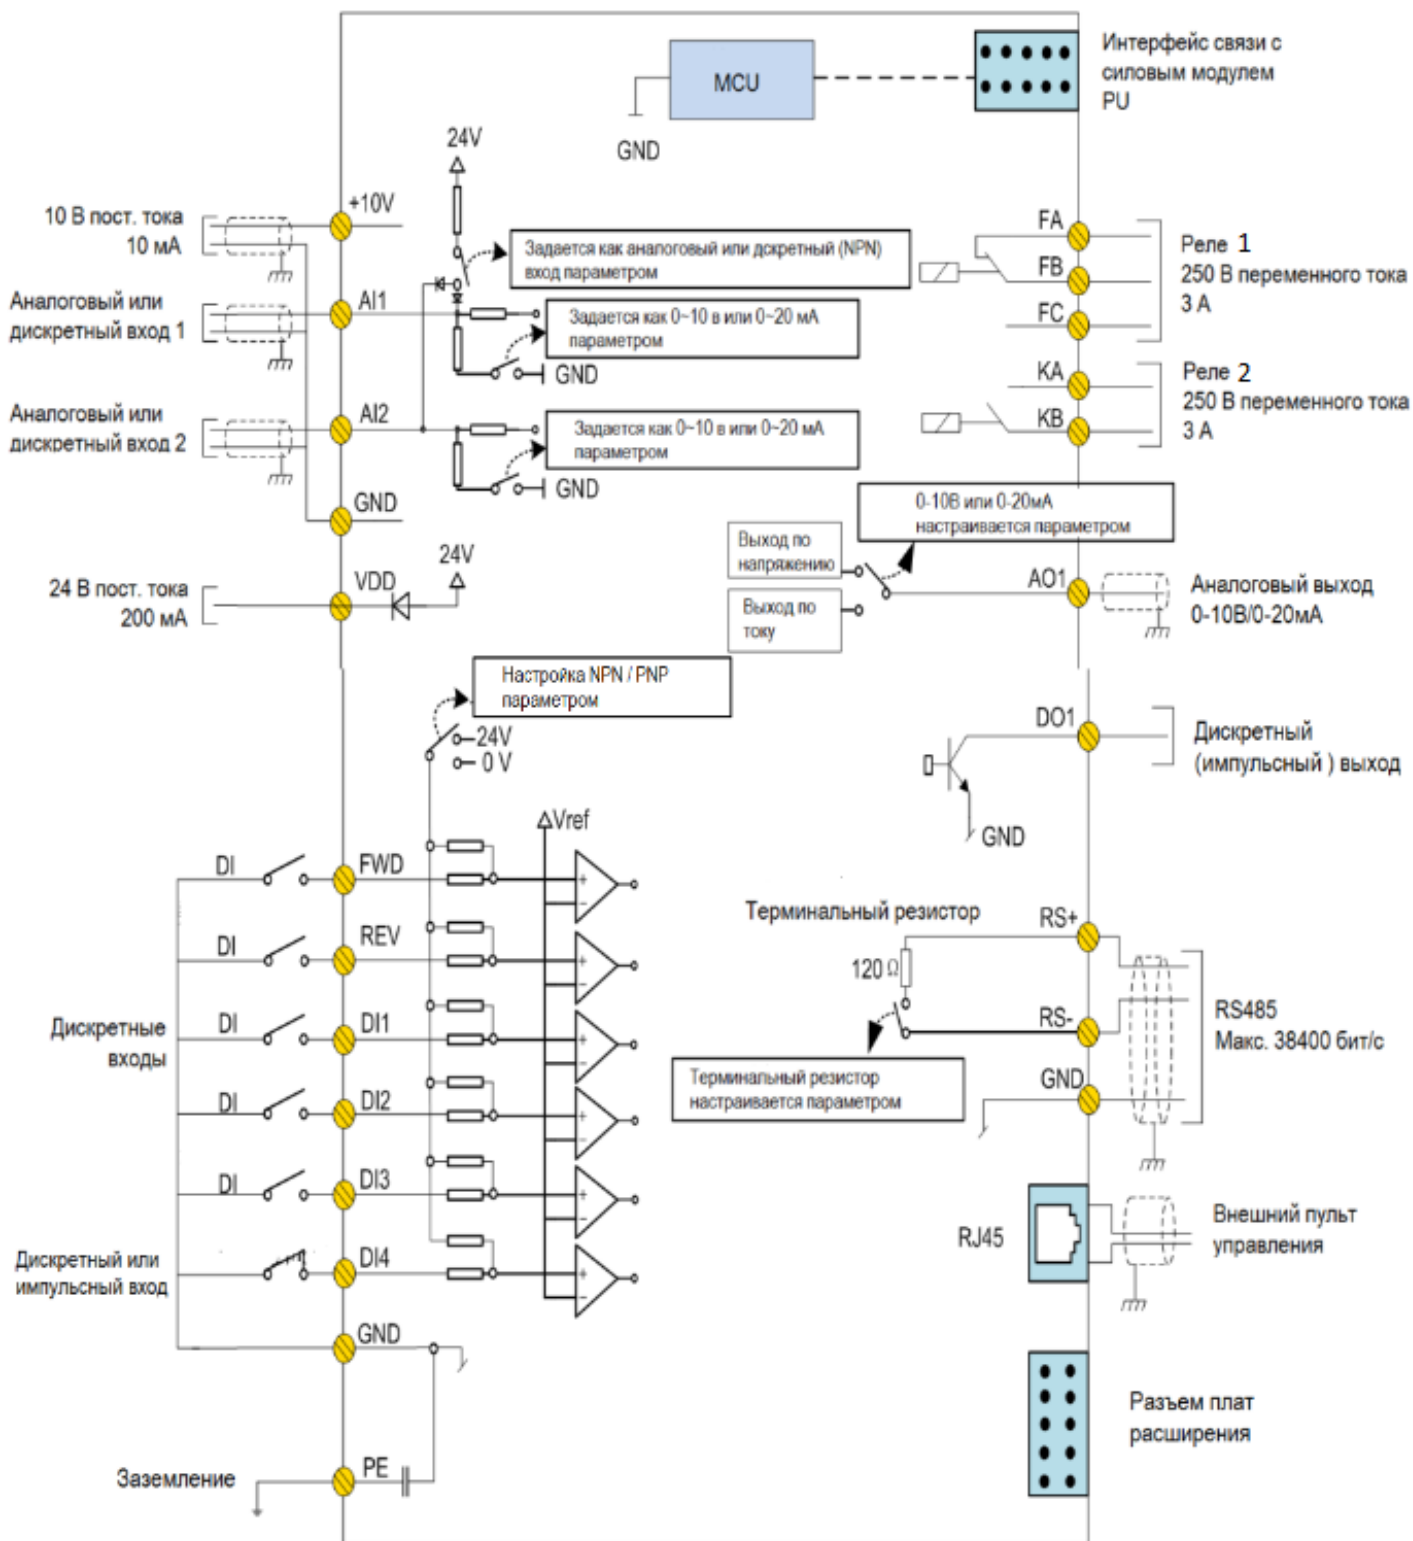 MCU
GND
Интерфейс связи с
силовым модулем
PU
24V
+10V
10 В пост. тока
10 мА
Задается как аналоговый или дскретный (NPN)
вход параметром
Аналоговый или
дискретный вход 1
AI1
Задается как 0~10 в или 0~20 мА
параметром
GND
Аналоговый или
дискретный вход 2
AI2
Задается как 0~10 в или 0~20 мА
параметром
GND
GND
FA
FB
FC
Реле 1
250 В переменного тока
3 А
KA
KB
Реле 2
250 В переменного тока
3 А
0-10В или 0-20мА
настраивается параметром
Выход по
напряжению
Выход по
току
AO1
Аналоговый выход
0-10В/0-20мА
24 В пост. тока
200 мА
VDD
24V
Настройка NPN / PNP
параметром
24V
0 V
DO1
GND
Дискретный
(импульсный ) выход
Vref
DI
FWD
+
−
DI
REV
+
−
Дискретные
входы
DI
DI1
+
−
DI
DI2
+
−
DI
DI3
+
−
Дискретный или
импульсный вход
DI4
+
−
GND
Заземление
PE
Терминальный резистор
120 Ω
RS+
RS-
GND
Терминальный резистор
настраивается параметром
RS485
Макс. 38400 бит/с
RJ45
Внешний пульт
управления
Разъем плат
расширения